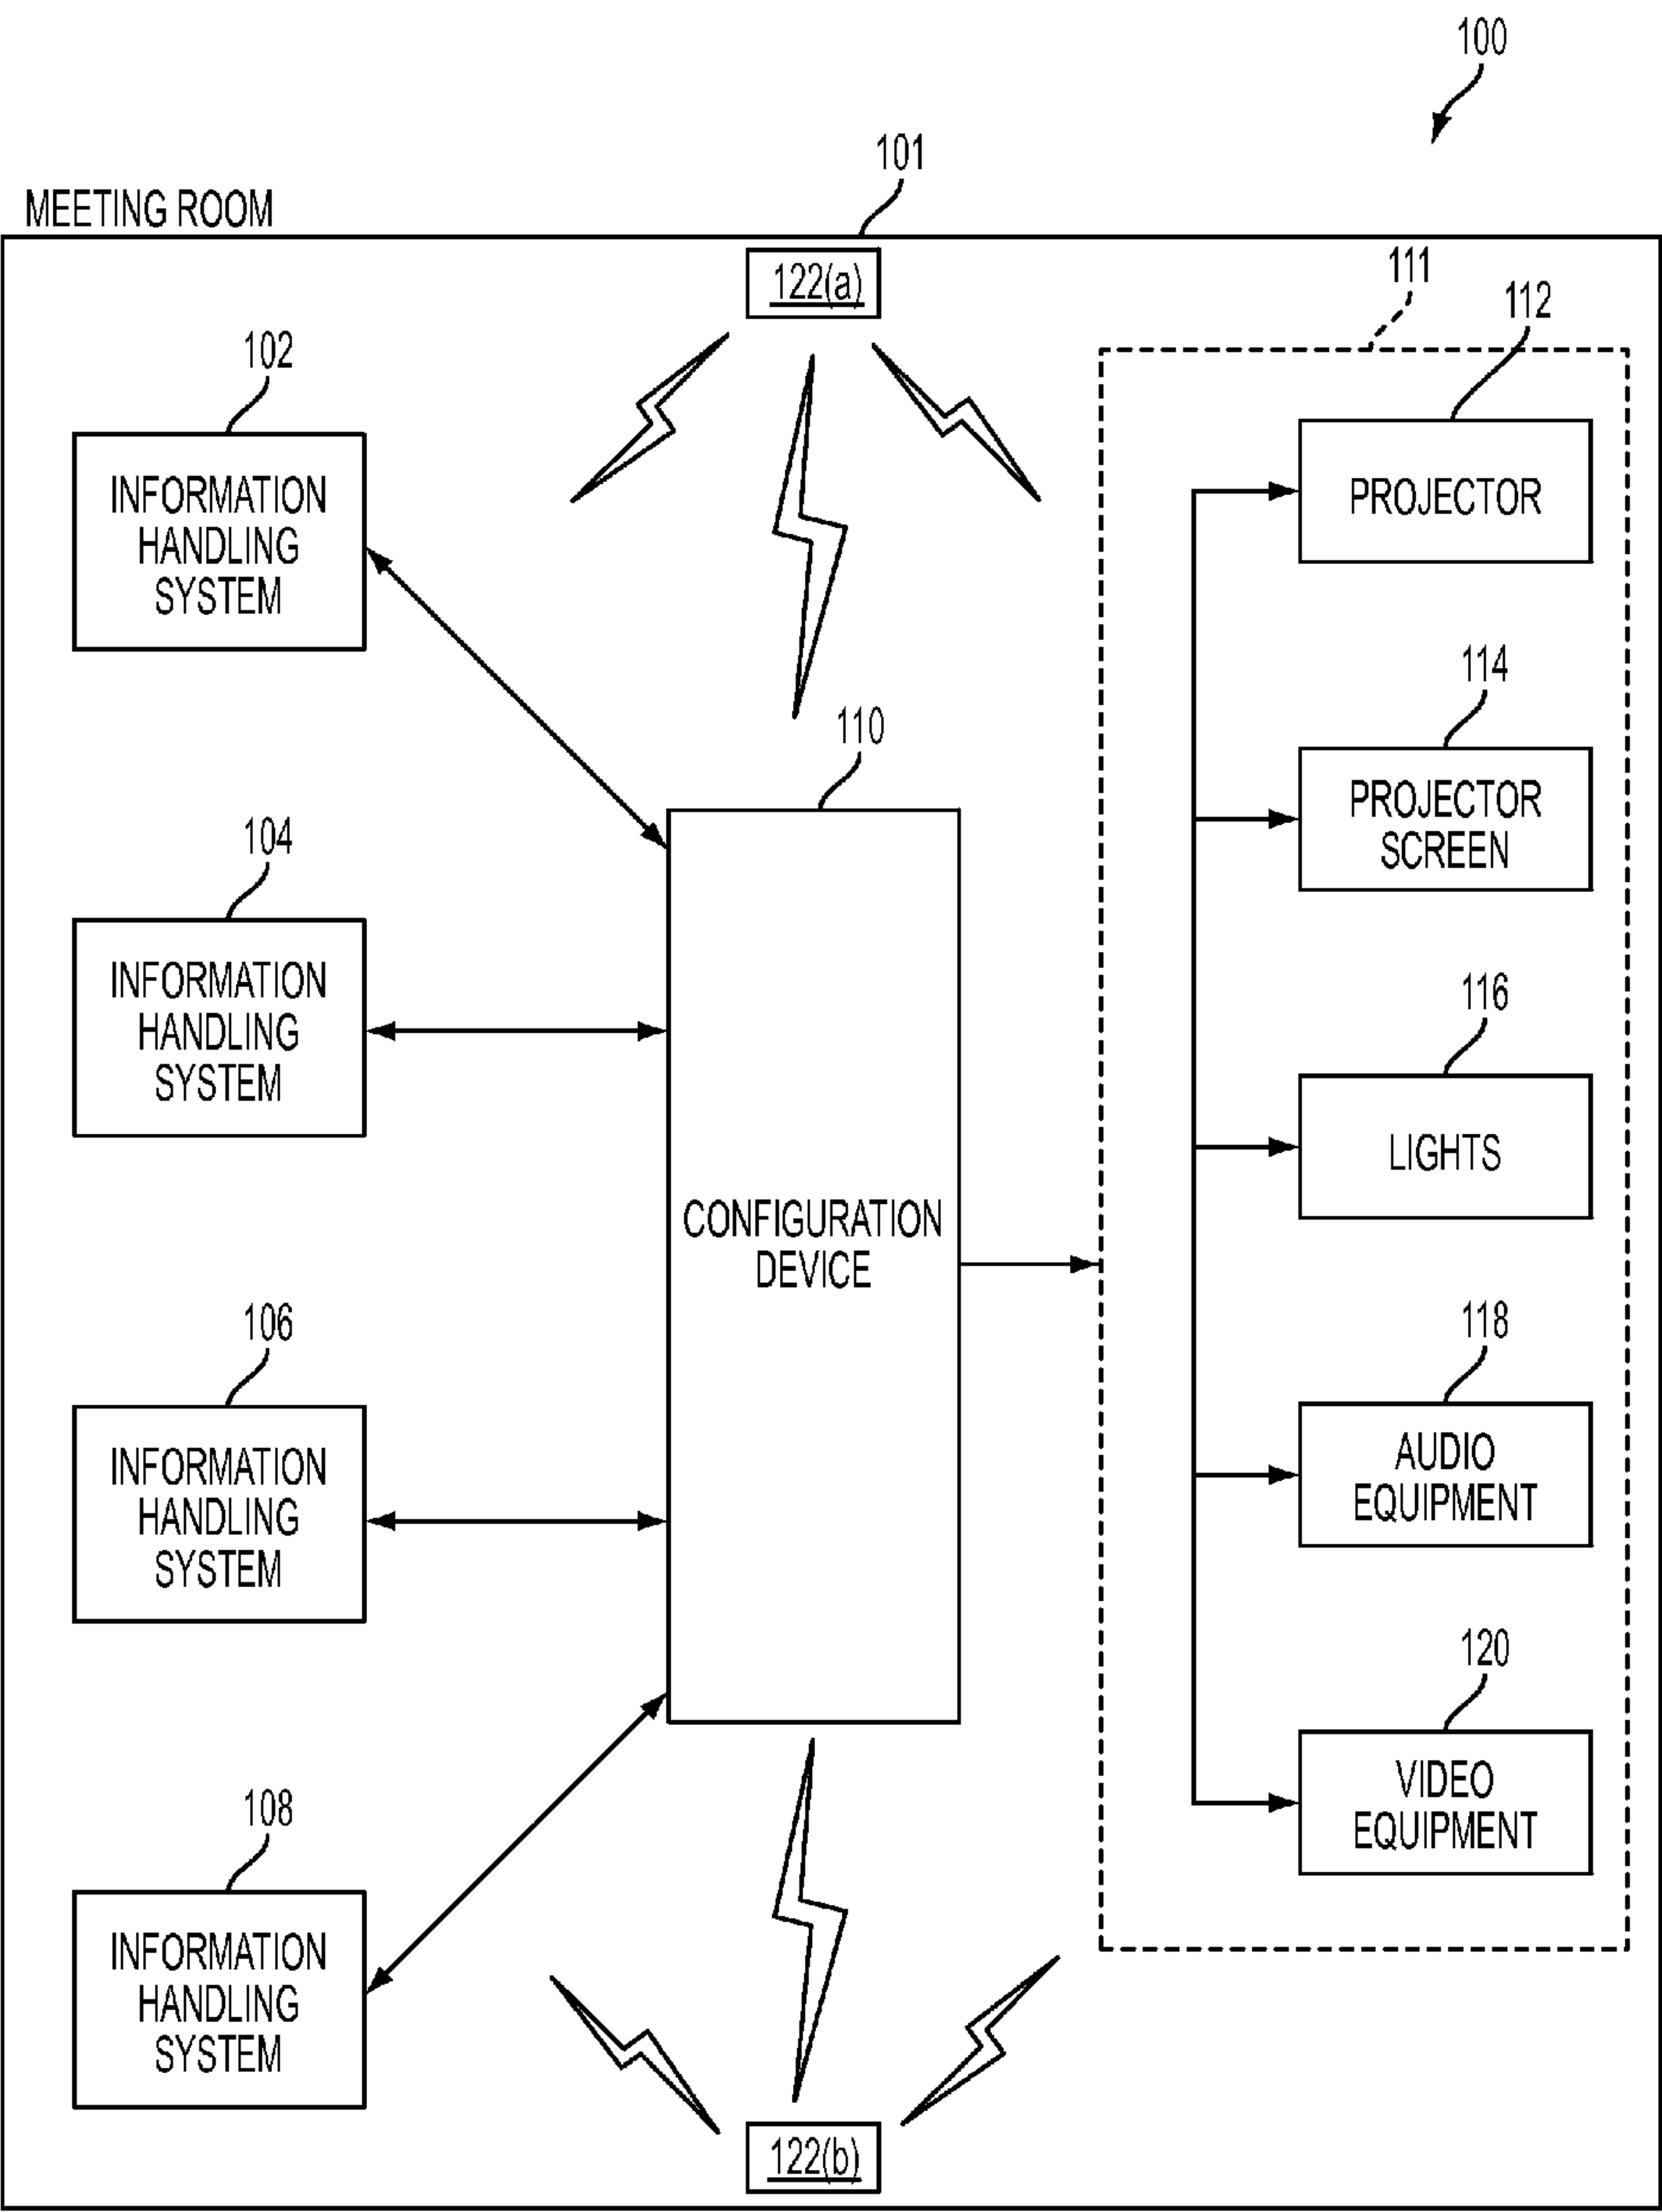 100
101
MEETING ROOM
122(a)
111
112
102
INFORMATION
HANDLING
SYSTEM
PROJECTOR
114
110
PROJECTOR
SCREEN
104
INFORMATION
HANDLING
SYSTEM
116
LIGHTS
CONFIGURATION
DEVICE
106
INFORMATION
HANDLING
SYSTEM
118
AUDIO
EQUIPMENT
120
VIDEO
EQUIPMENT
108
INFORMATION
HANDLING
SYSTEM
122(b)